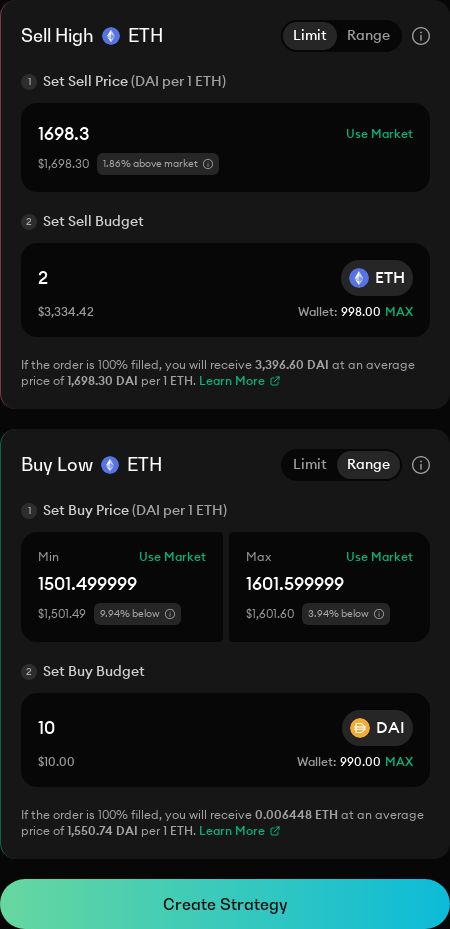 Sell High ETH Limit Range
1 Set Sell Price (DAI per 1 ETH)
1698.3 Use Market
$1,698.30 1.86% above market
2 Set Sell Budget
2 ETH
$3,334.42 Wallet: 998.00 MAX
If the order is 100% filled, you will receive 3,396.60 DAI at an average
price of 1,698.30 DAI per 1 ETH. Learn More
Buy Low ETH Limit Range
1 Set Buy Price (DAI per 1 ETH)
Min Use Market Max Use Market
1501.499999 1601.599999
$1,501.49 9.94% below $1,601.60 3.94% below
2 Set Buy Budget
10 DAI
$10.00 Wallet: 990.00 MAX
If the order is 100% filled, you will receive 0.006448 ETH at an average
price of 1,550.74 DAI per 1 ETH. Learn More
Create Strategy